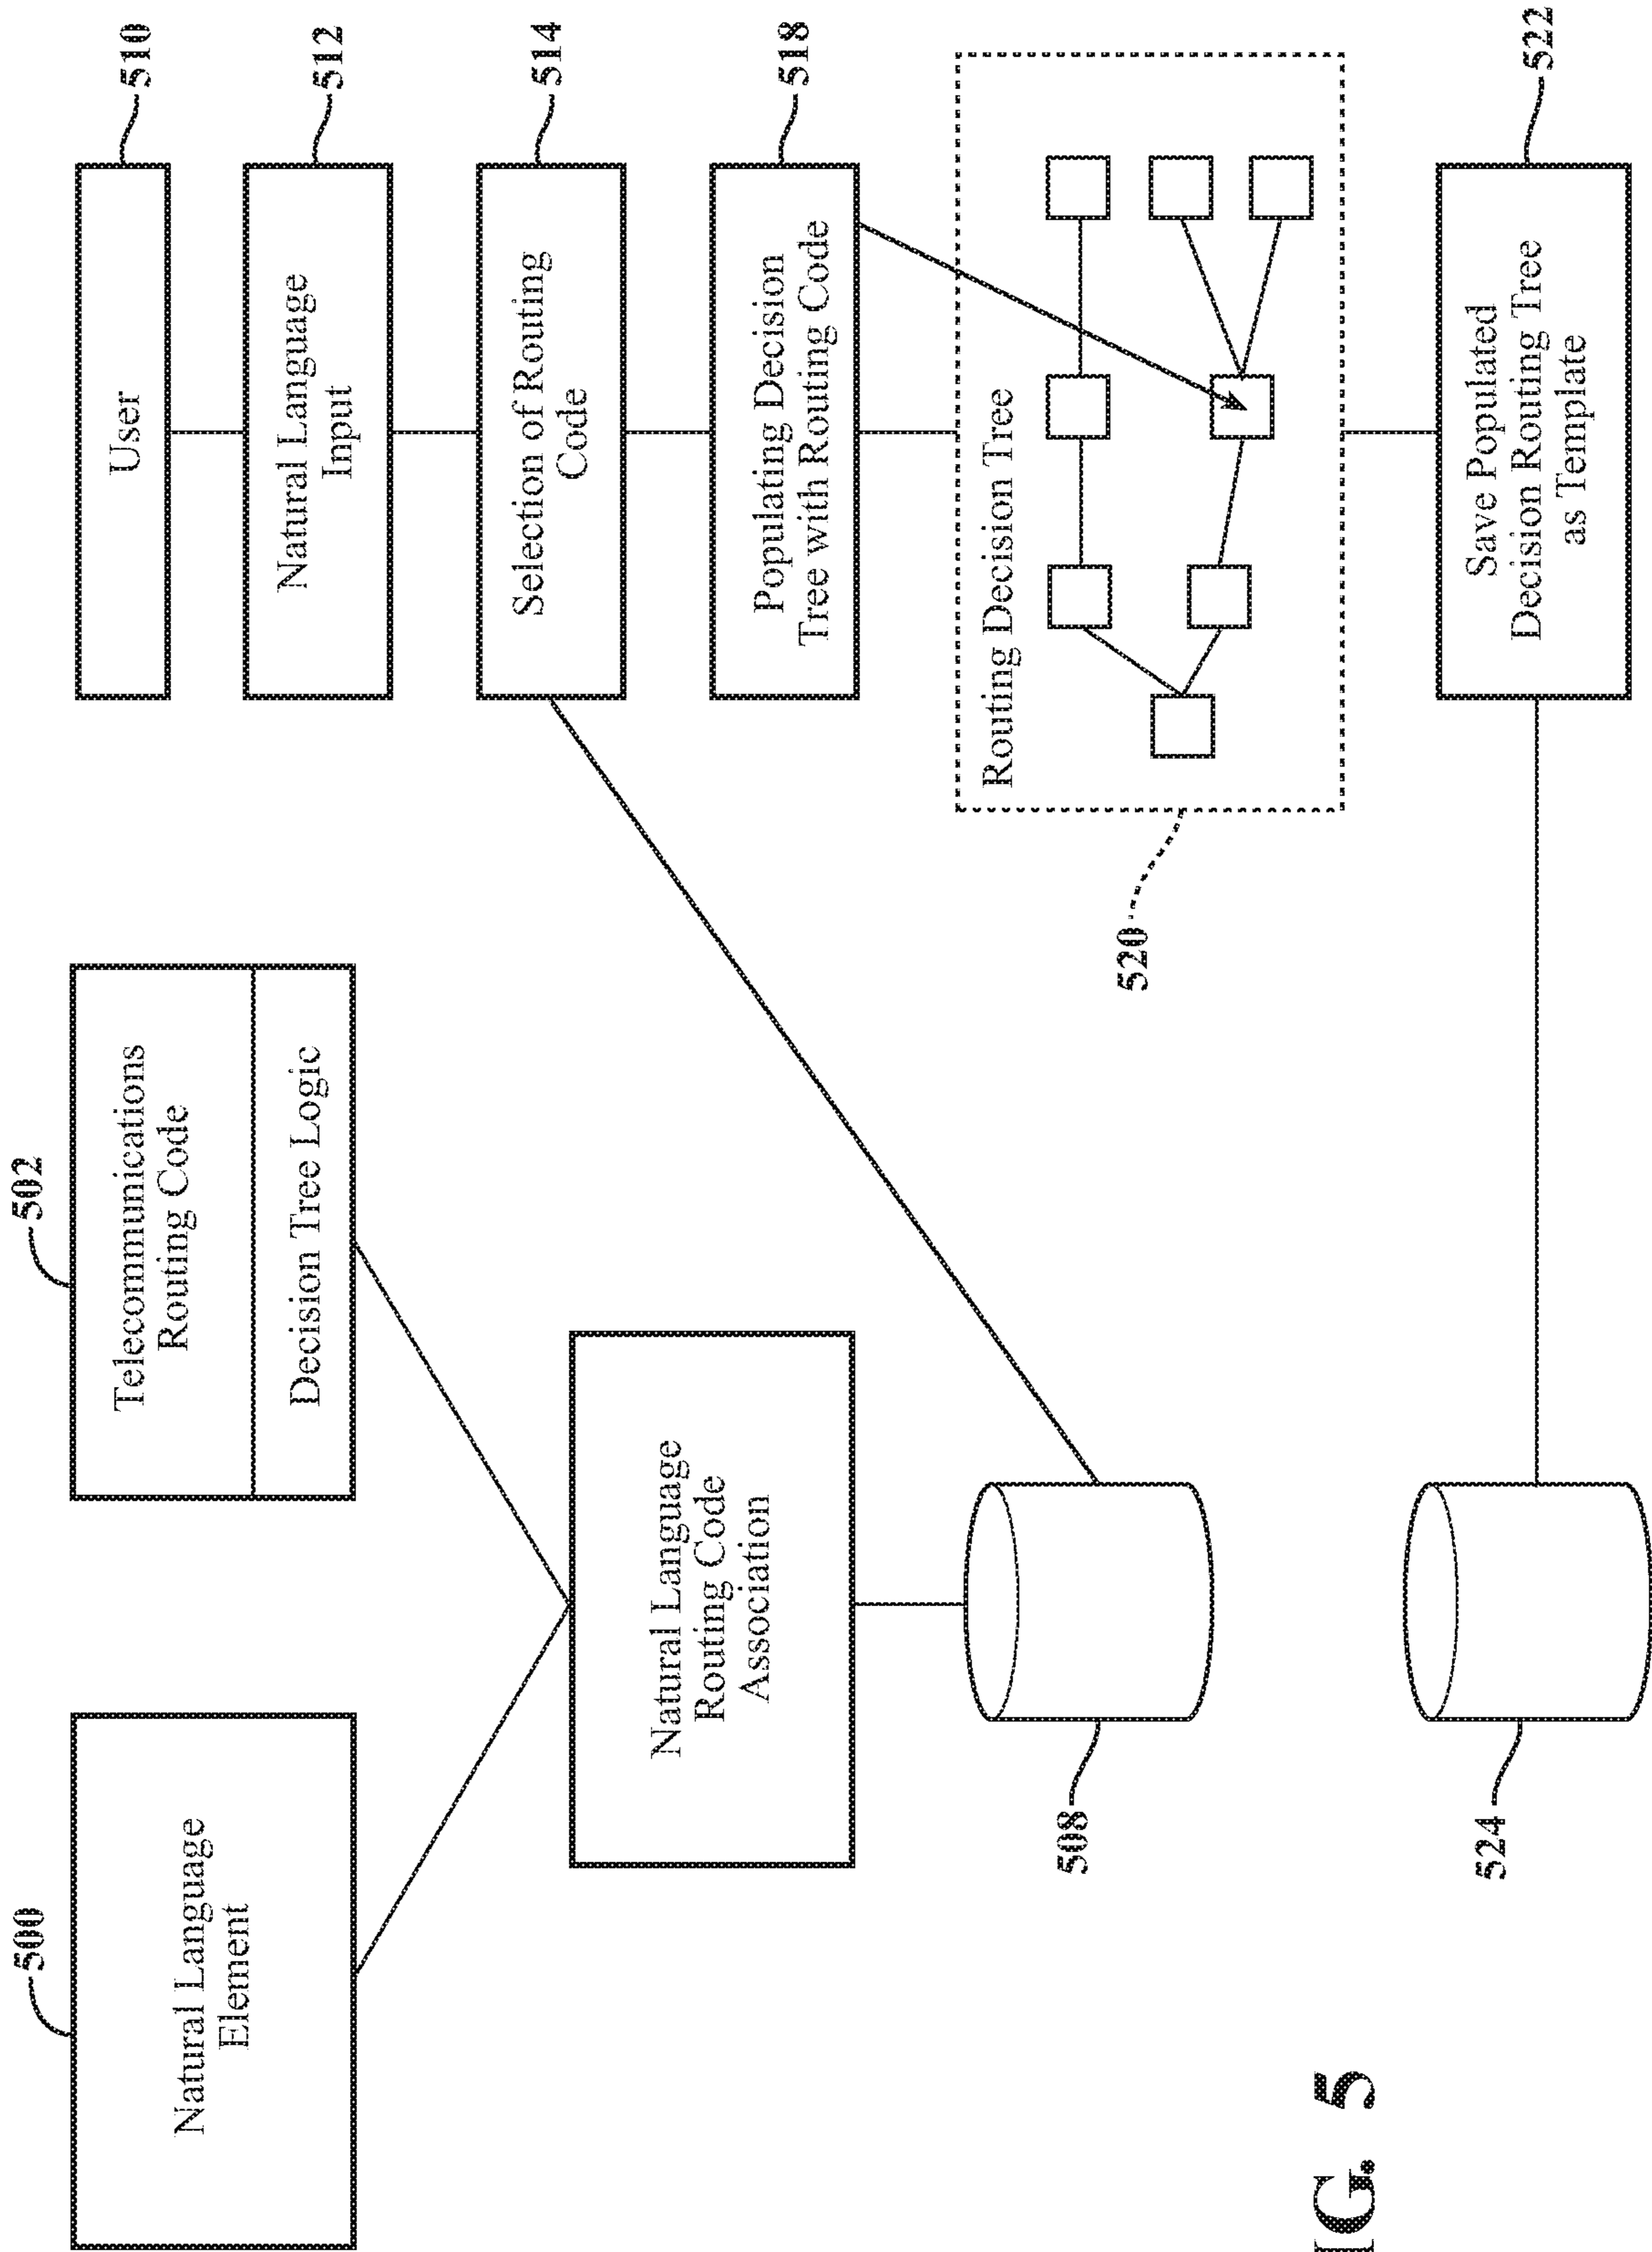 500
Natural Language
Element
502
Telecommunications
Routing Code
Decision Tree Logic
Natural Language
Routing Code
Association
508
524
User
510
Natural Language
Input
512
Selection of Routing
Code
514
Populating Decision
Tree with Routing Code
518
Routing Decision Tree
520
Save Populated
Decision Routing Tree
as Template
522
IG. 5